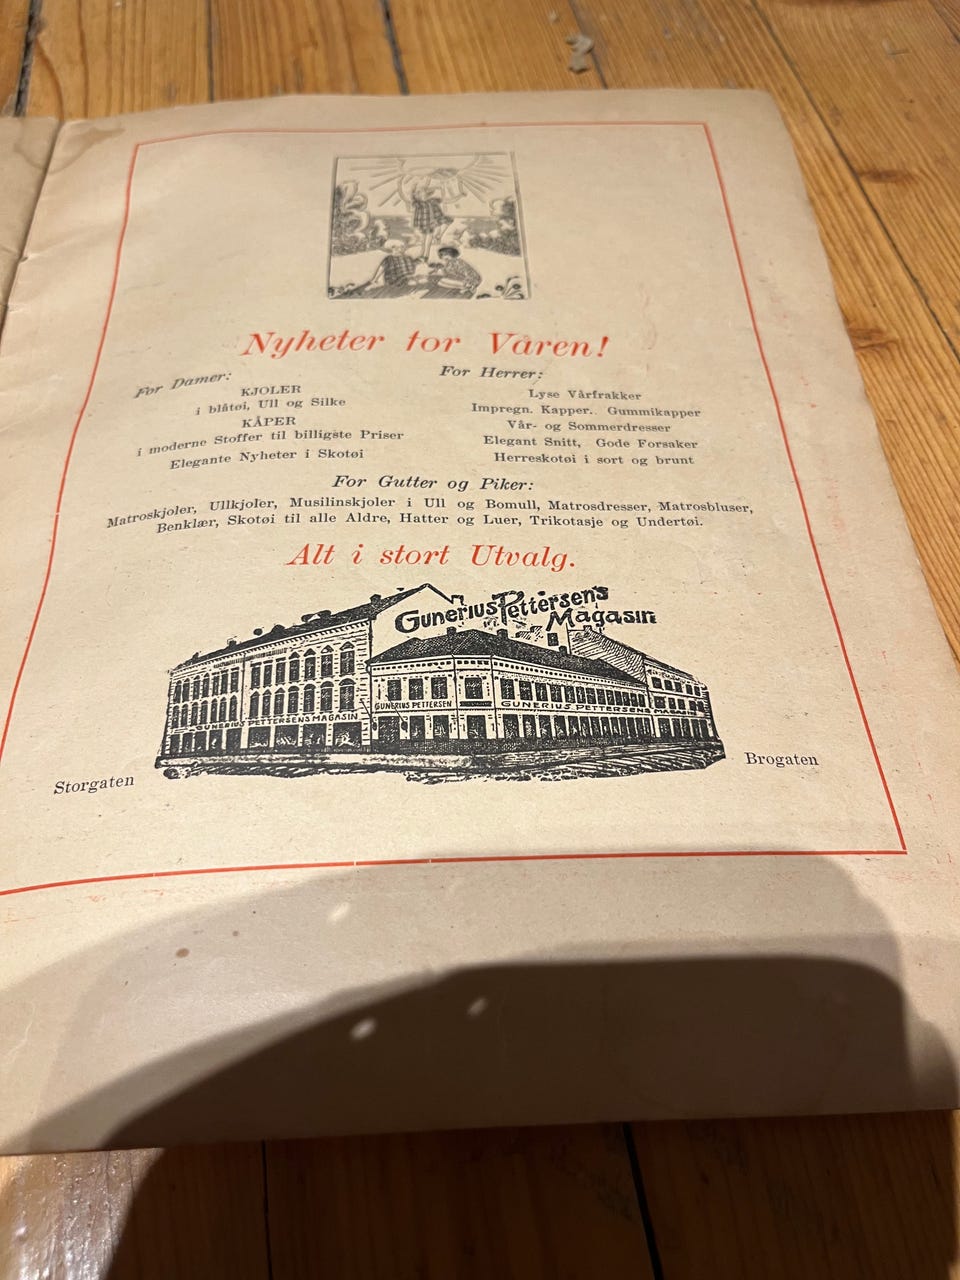 Nyheter for Våren!
For Damer:
KJOLER
i blåtøi, Ull og Silke
KÅPER
i moderne Stoffer til billigste Priser
Elegante Nyheter i Skotøi
For Herrer:
Lyse Vårfrakker
Impregn. Kapper. Gummikapper
Vår- og Sommerdresser
Elegant Snitt, Gode Forsaker
Herreskotøi i sort og brunt
For Gutter og Piker:
Matroskjoler, Ullkjoler, Musilinskjoler i Ull og Bomull, Matrosdresser, Matrosbluser,
Benklær, Skotøi til alle Aldre, Hatter og Luer, Trikotasje og Undertøi.
Alt i stort Utvalg.
Gunerius Pettersens
Magasin
GUNERIUS PETTERSENS MAGASIN
GUNERIUS PETTERSEN
GUNERIUS PETTERSENS
Storgaten
Brogaten